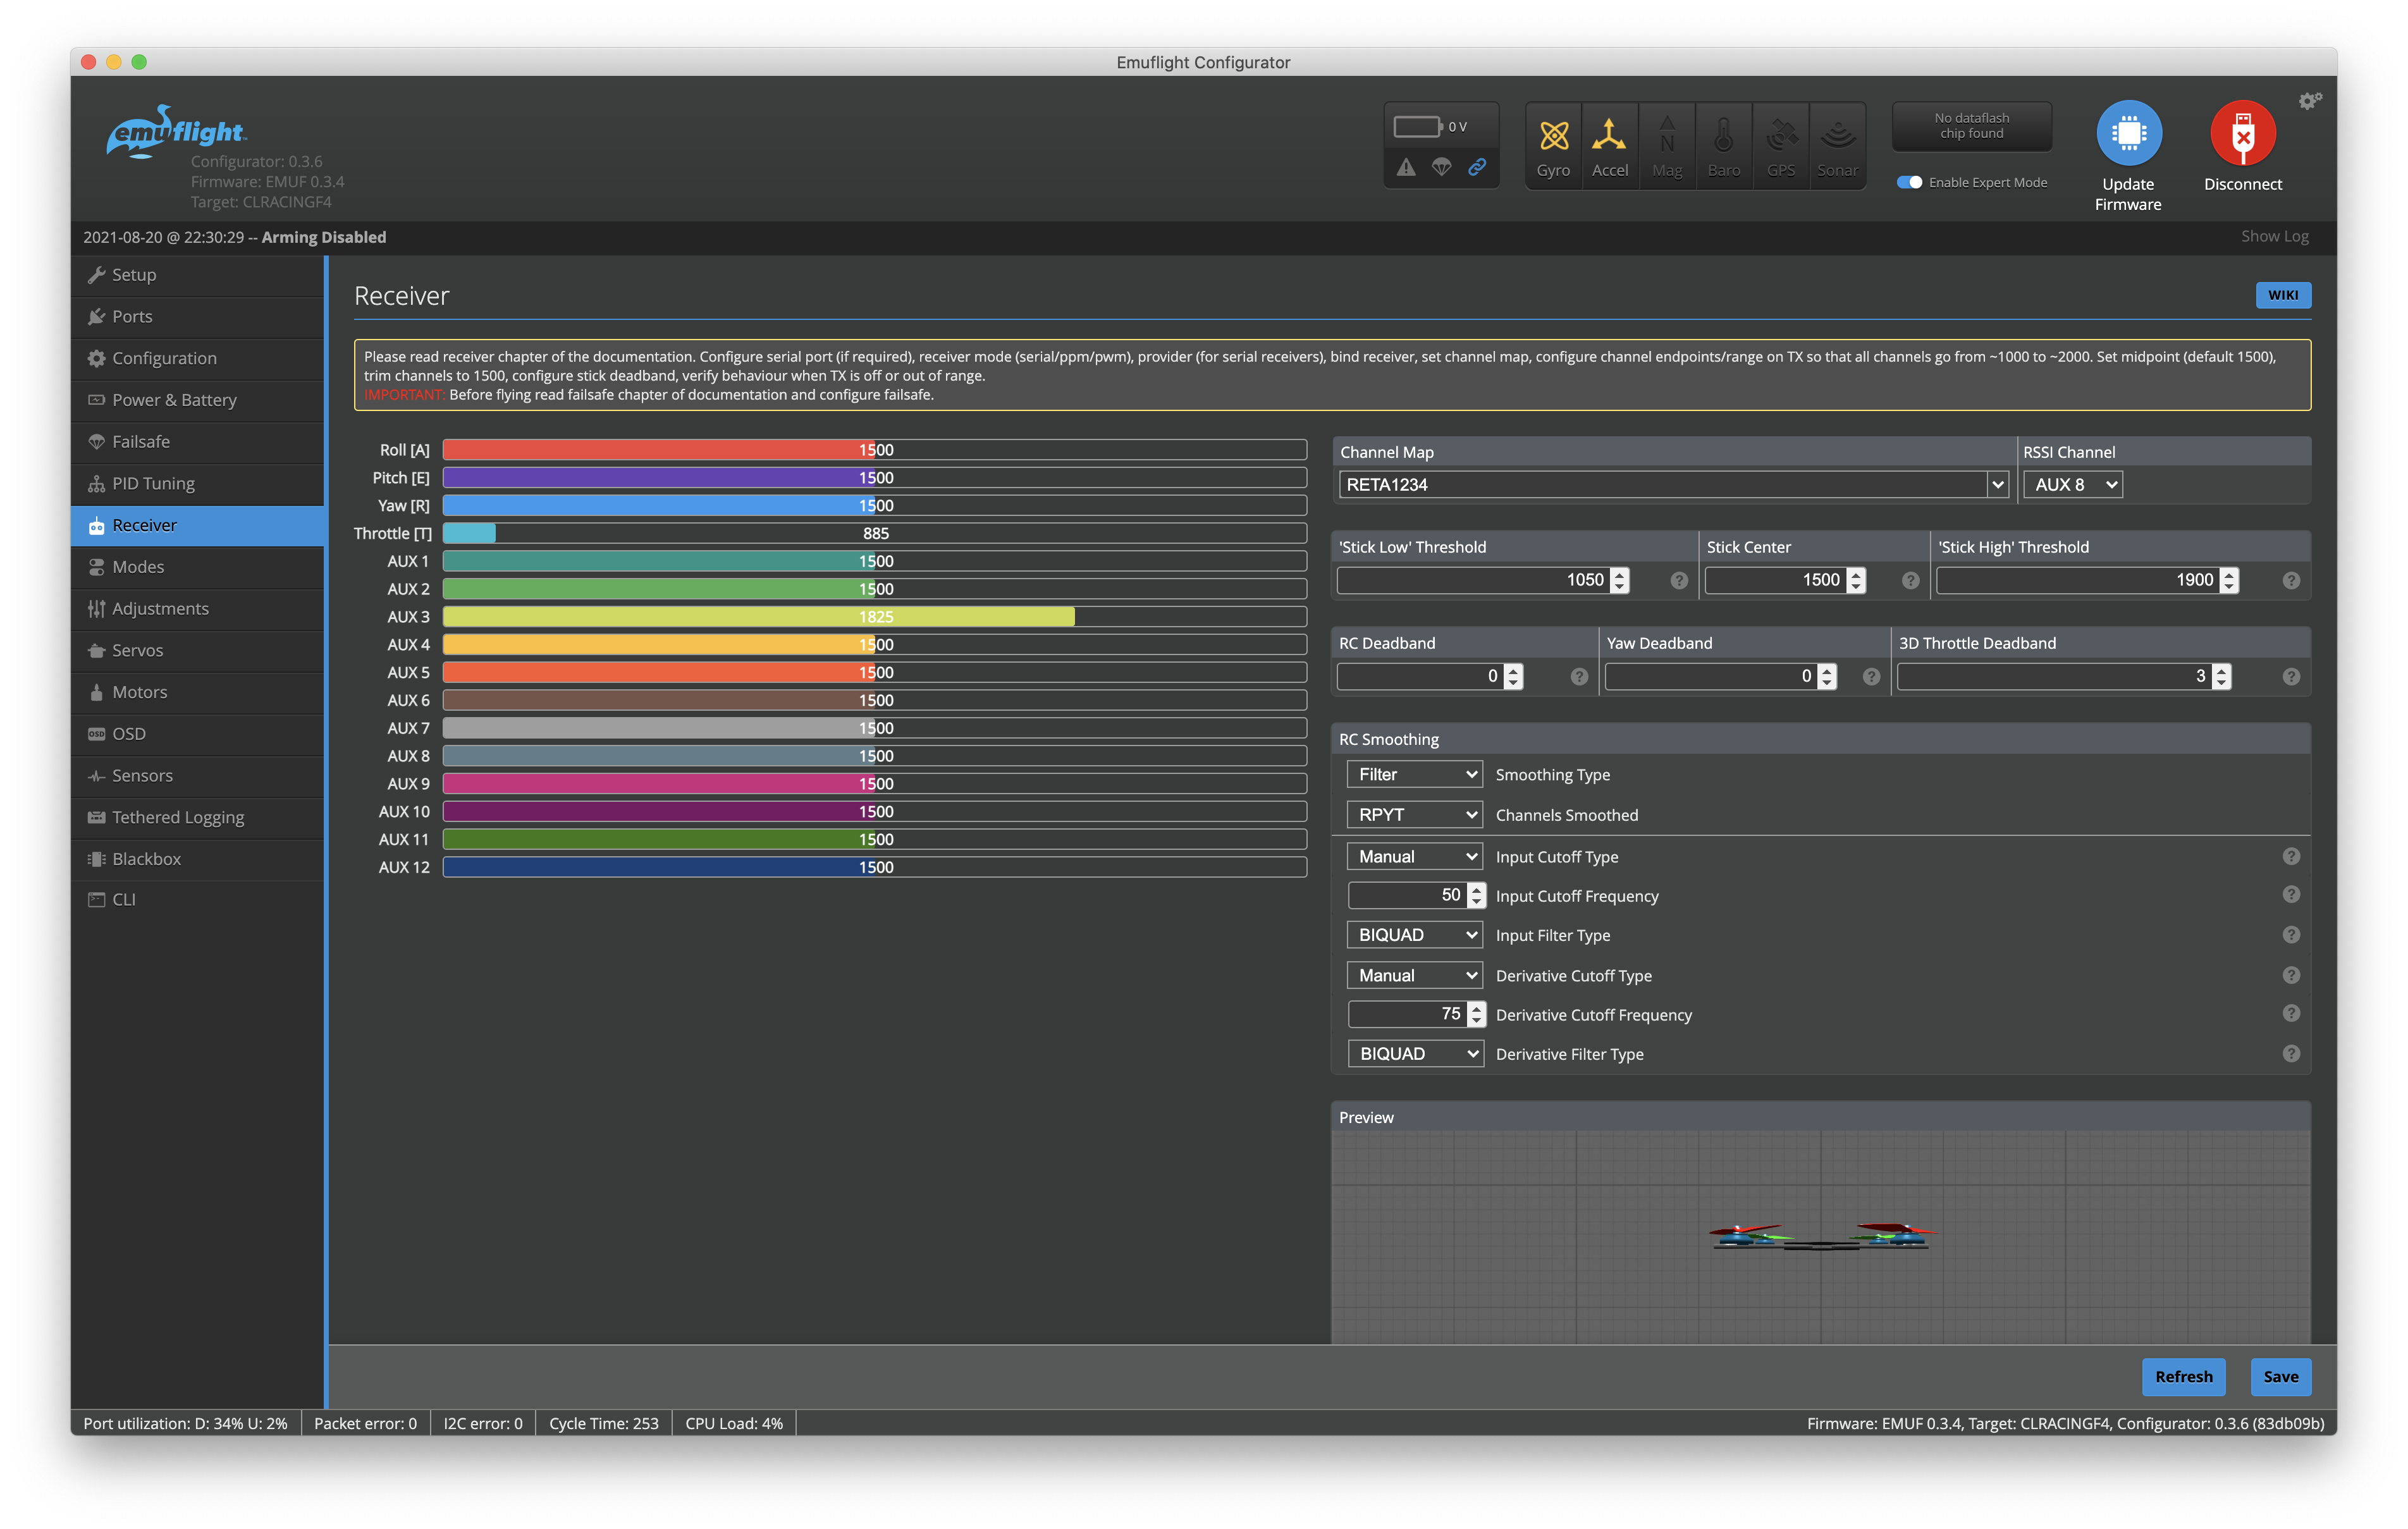 Emuflight Configurator
emuflight
Configurator: 0.3.6
Firmware: EMUF 0.3.4
Target: CLRACINGF4
0 V
Gyro
Accel
Mag
Baro
GPS
Sonar
No dataflash
chip found
Enable Expert Mode
Update
Firmware
Disconnect
2021-08-20 @ 22:30:29 -- Arming Disabled
Show Log
Setup
Ports
Configuration
Power & Battery
Failsafe
PID Tuning
Receiver
Modes
Adjustments
Servos
Motors
OSD
OSD
Sensors
Tethered Logging
Blackbox
CLI
Receiver
WIKI
Please read receiver chapter of the documentation. Configure serial port (if required), receiver mode (serial/ppm/pwm), provider (for serial receivers), bind receiver, set channel map, configure channel endpoints/range on TX so that all channels go from ~1000 to ~2000. Set midpoint (default 1500),
trim channels to 1500, configure stick deadband, verify behaviour when TX is off or out of range.
IMPORTANT: Before flying read failsafe chapter of documentation and configure failsafe.
Roll [A] 1500
Pitch [E] 1500
Yaw [R] 1500
Throttle [T] 885
AUX 1 1500
AUX 2 1500
AUX 3 1825
AUX 4 1500
AUX 5 1500
AUX 6 1500
AUX 7 1500
AUX 8 1500
AUX 9 1500
AUX 10 1500
AUX 11 1500
AUX 12 1500
Channel Map
RSSI Channel
RETA1234
AUX 8
'Stick Low' Threshold
Stick Center
'Stick High' Threshold
1050
?
1500
?
1900
?
RC Deadband
Yaw Deadband
3D Throttle Deadband
0
?
0
?
3
?
RC Smoothing
Filter Smoothing Type
RPYT Channels Smoothed
Manual Input Cutoff Type ?
50 Input Cutoff Frequency ?
BIQUAD Input Filter Type ?
Manual Derivative Cutoff Type ?
75 Derivative Cutoff Frequency ?
BIQUAD Derivative Filter Type ?
Preview
Refresh
Save
Port utilization: D: 34% U: 2%
Packet error: 0
I2C error: 0
Cycle Time: 253
CPU Load: 4%
Firmware: EMUF 0.3.4, Target: CLRACINGF4, Configurator: 0.3.6 (83db09b)